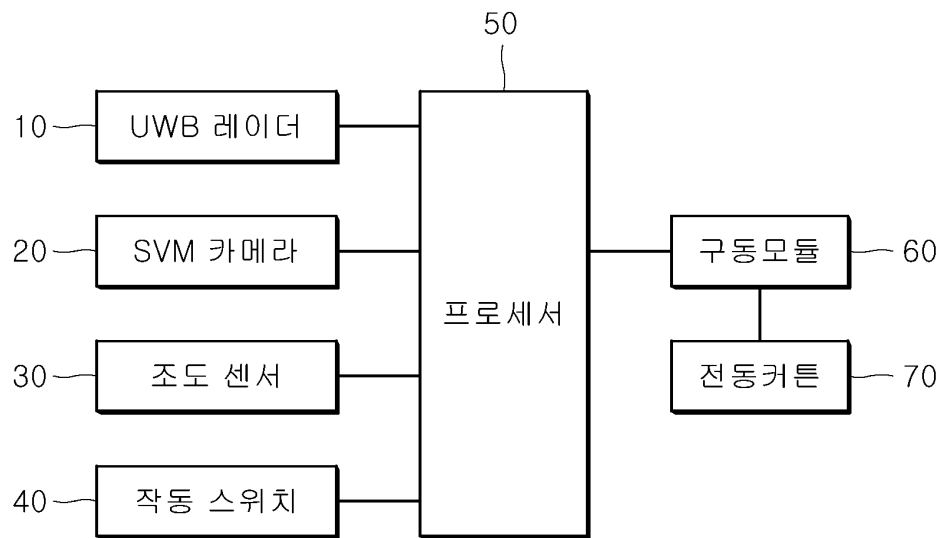 50
10 UWB 레이더
20 SVM 카메라
구동모듈 60
프로세서
30 조도 센서
전동커튼 70
40 작동 스위치